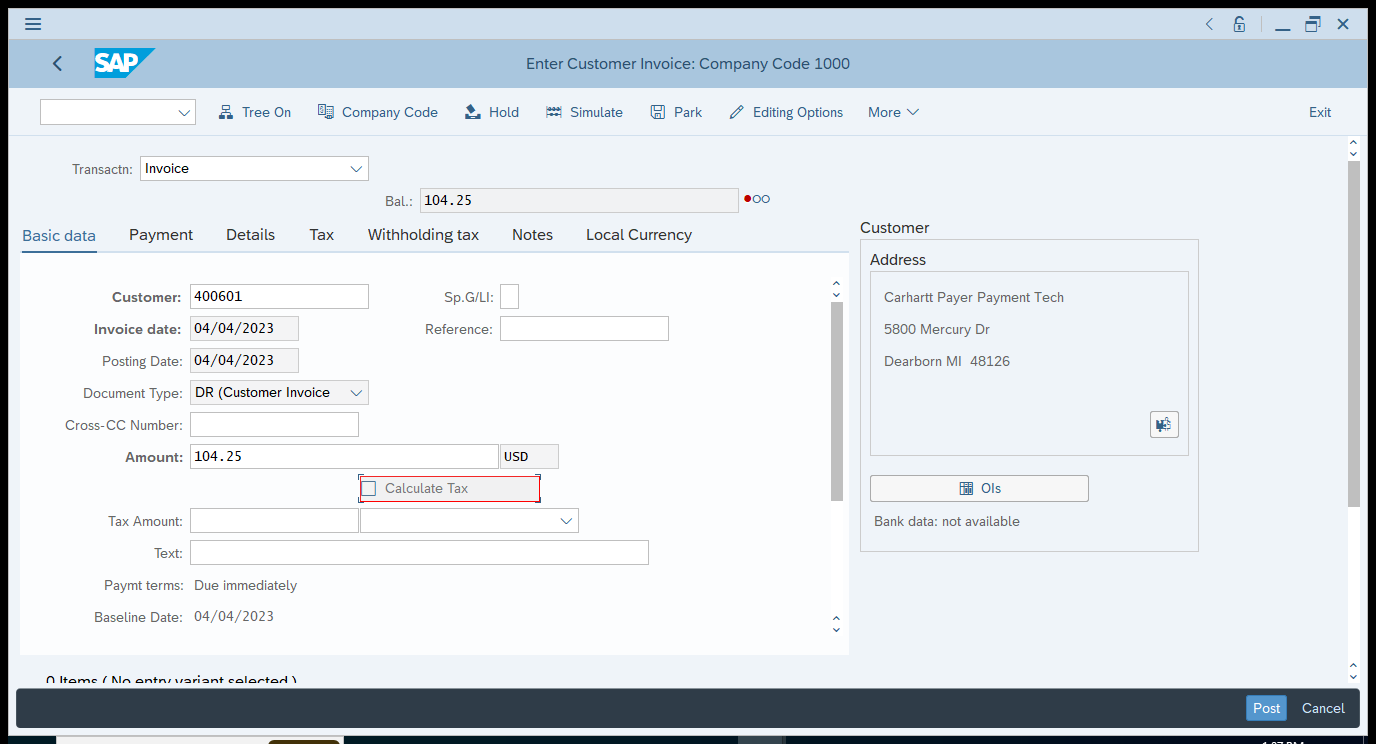 SAP
Enter Customer Invoice: Company Code 1000
Tree On Company Code Hold Simulate Park Editing Options More Exit
Transactn: Invoice
Bal.: 104.25
Basic data Payment Details Tax Withholding tax Notes Local Currency
Customer
Address
Customer: 400601 Sp.G/LI: Carhartt Payer Payment Tech
Invoice date: 04/04/2023 Reference: 5800 Mercury Dr
Posting Date: 04/04/2023 Dearborn MI 48126
Document Type: DR (Customer Invoice
Cross-CC Number:
Amount: 104.25 USD
Calculate Tax OIs
Tax Amount: Bank data: not available
Text:
Paymt terms: Due immediately
Baseline Date: 04/04/2023
0 Items ( No entry variant selected )
Post Cancel